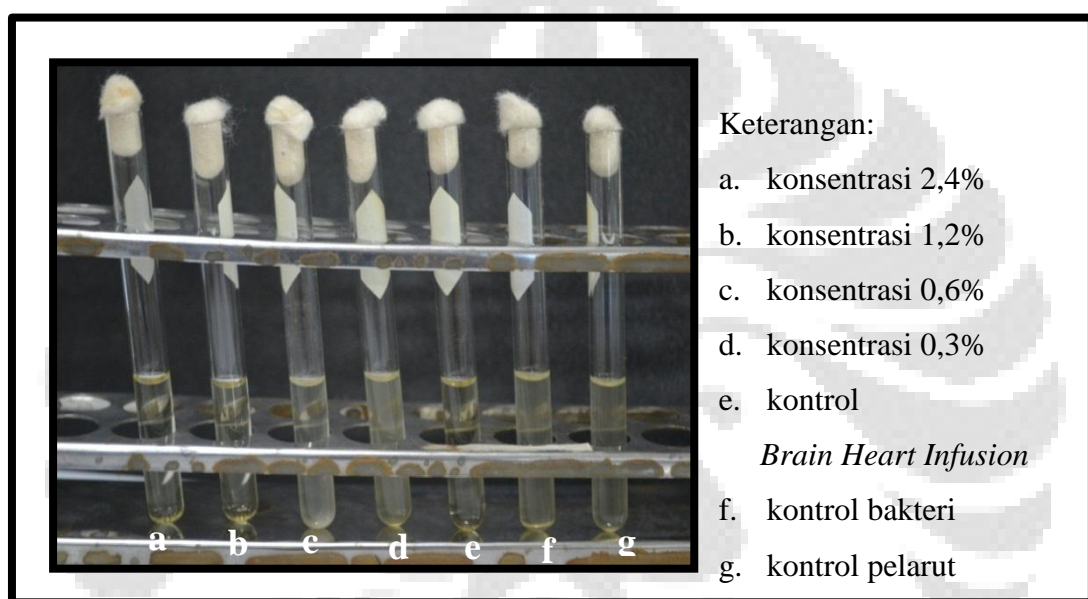 Keterangan:
a. konsentrasi 2,4%
b. konsentrasi 1,2%
c. konsentrasi 0,6%
d. konsentrasi 0,3%
e. kontrol
Brain Heart Infusion
f. kontrol bakteri
g. kontrol pelarut
a b c d e f g